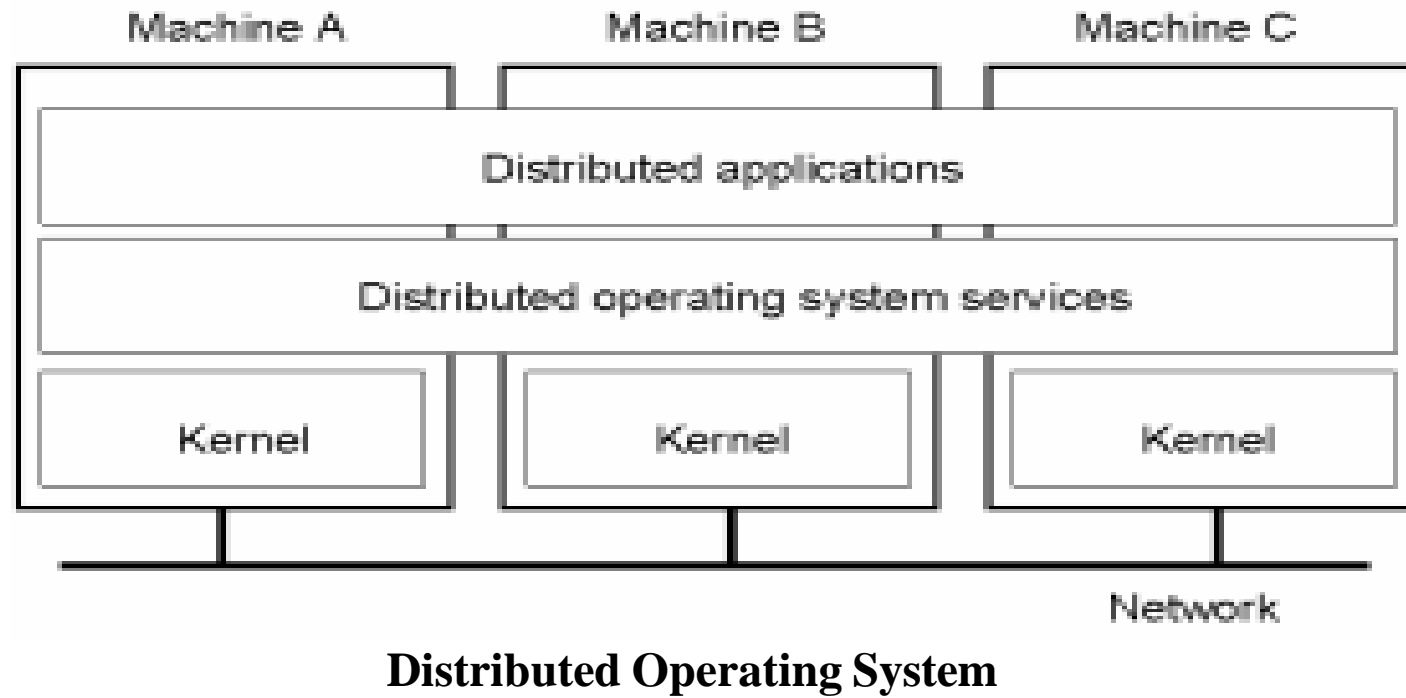 Machine A Machine B Machine C
Distributed applications
Distributed operating system services
Kernel Kernel Kernel
Network
Distributed Operating System